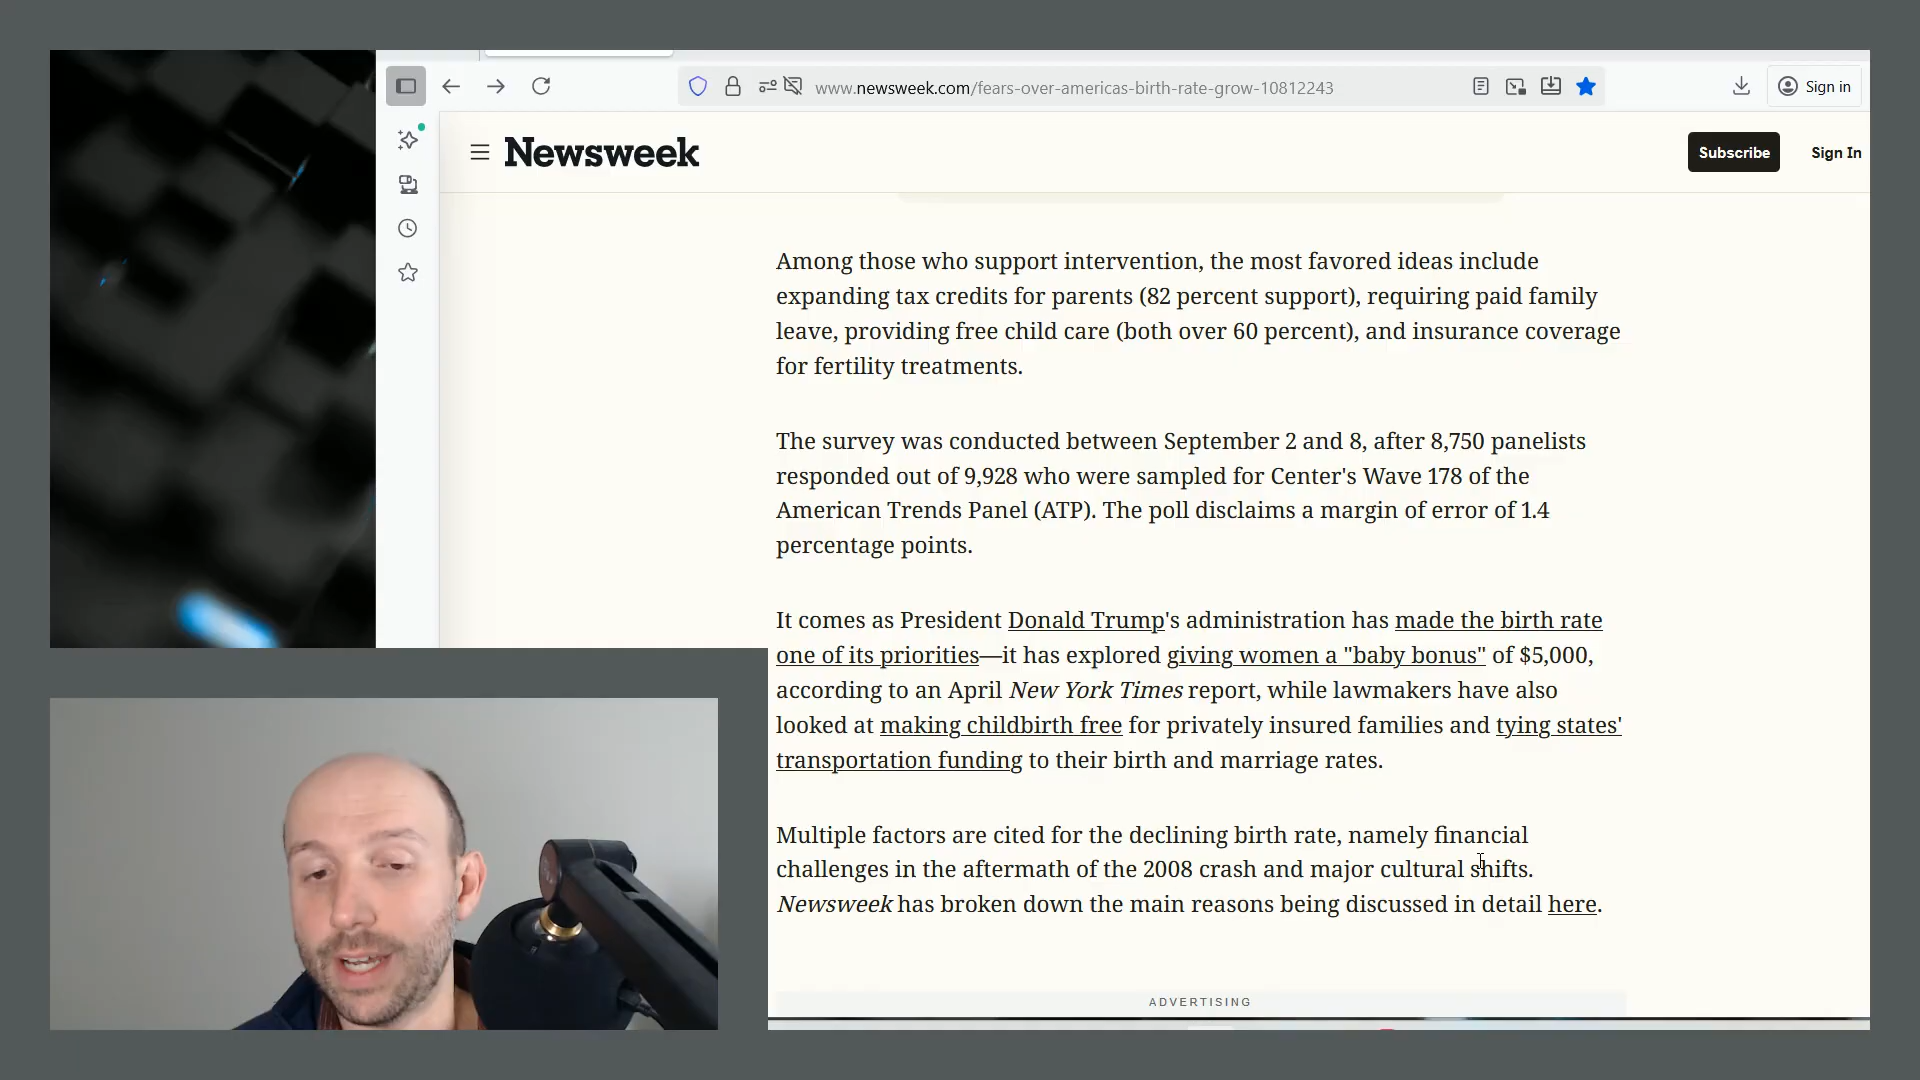 www.newsweek.com/fears-over-americas-birth-rate-grow-10812243
Sign in
Newsweek
Subscribe
Sign In
Among those who support intervention, the most favored ideas include
expanding tax credits for parents (82 percent support), requiring paid family
leave, providing free child care (both over 60 percent), and insurance coverage
for fertility treatments.
The survey was conducted between September 2 and 8, after 8,750 panelists
responded out of 9,928 who were sampled for Center's Wave 178 of the
American Trends Panel (ATP). The poll disclaims a margin of error of 1.4
percentage points.
It comes as President Donald Trump's administration has made the birth rate
one of its priorities—it has explored giving women a "baby bonus" of $5,000,
according to an April New York Times report, while lawmakers have also
looked at making childbirth free for privately insured families and tying states'
transportation funding to their birth and marriage rates.
Multiple factors are cited for the declining birth rate, namely financial
challenges in the aftermath of the 2008 crash and major cultural shifts.
Newsweek has broken down the main reasons being discussed in detail here.
ADVERTISING